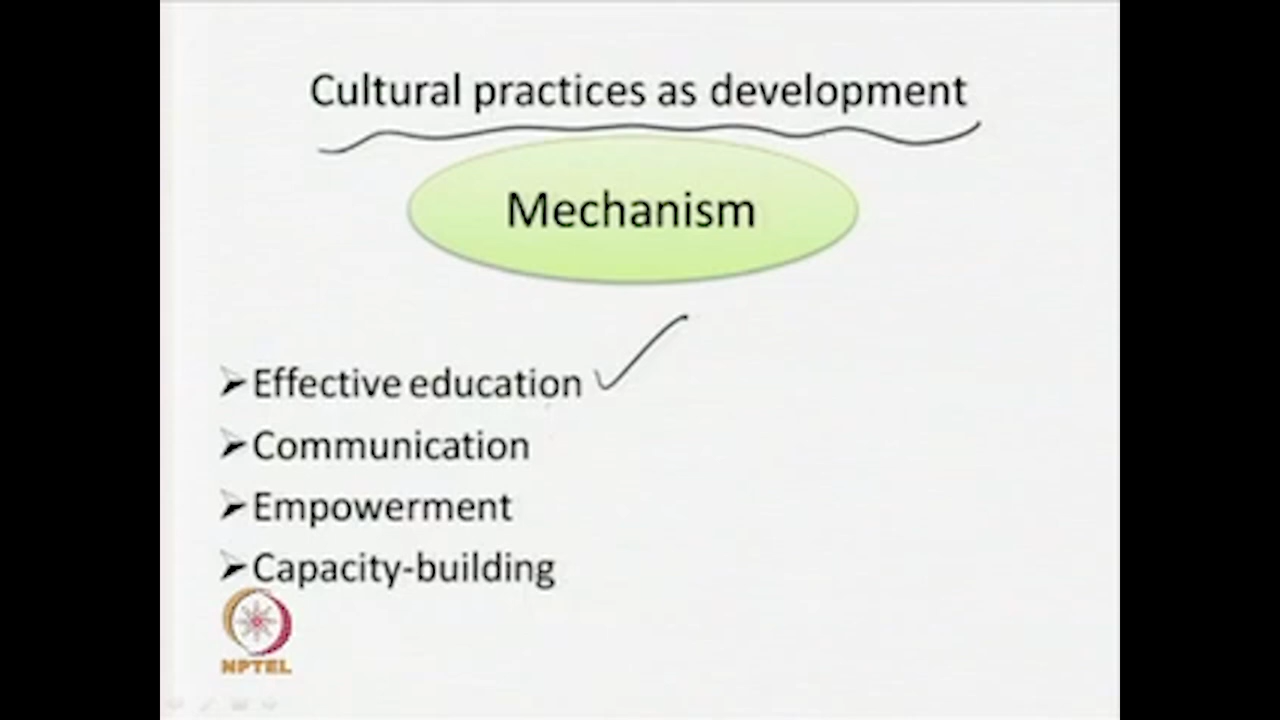 Cultural practices as development
Mechanism
Effective education
Communication
Empowerment
Capacity-building
NPTEL